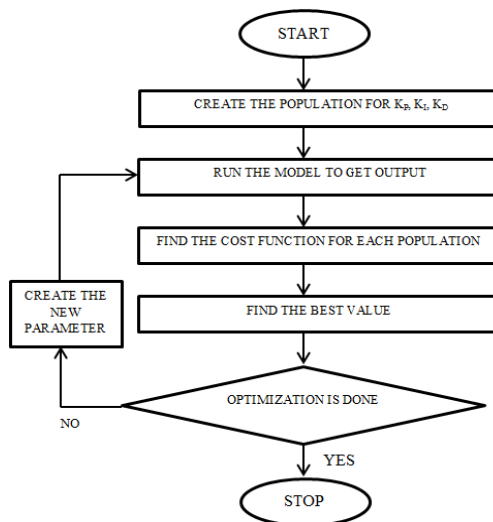 START
CREATE THE POPULATION FOR KP, KI, KD
RUN THE MODEL TO GET OUTPUT
FIND THE COST FUNCTION FOR EACH POPULATION
CREATE THE
NEW
PARAMETER
FIND THE BEST VALUE
OPTIMIZATION IS DONE
NO
YES
STOP